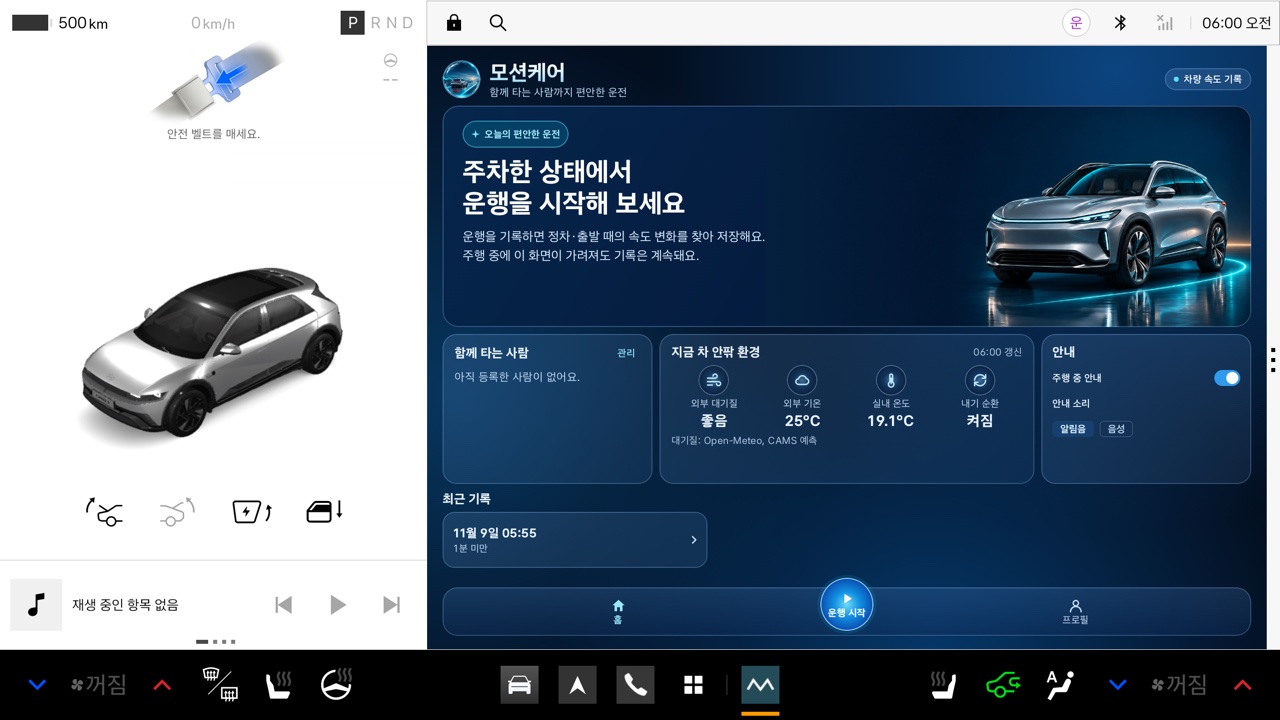 500 km
0 km/h
P R N D
운
06:00 오전
안전 벨트를 매세요.
--
모션케어
함께 타는 사람까지 편안한 운전
차량 속도 기록
오늘의 편안한 운전
주차한 상태에서
운행을 시작해 보세요
운행을 기록하면 정차·출발 때의 속도 변화를 찾아 저장해요.
주행 중에 이 화면이 가려져도 기록은 계속돼요.
함께 타는 사람
관리
아직 등록한 사람이 없어요.
지금 차 안팎 환경
06:00 갱신
외부 대기질
좋음
외부 기온
25°C
실내 온도
19.1°C
내기 순환
켜짐
대기질: Open-Meteo, CAMS 예측
안내
주행 중 안내
안내 소리
알림음
음성
최근 기록
11월 9일 05:55
1분 미만
재생 중인 항목 없음
홈
운행 시작
프로필
꺼짐
A
꺼짐